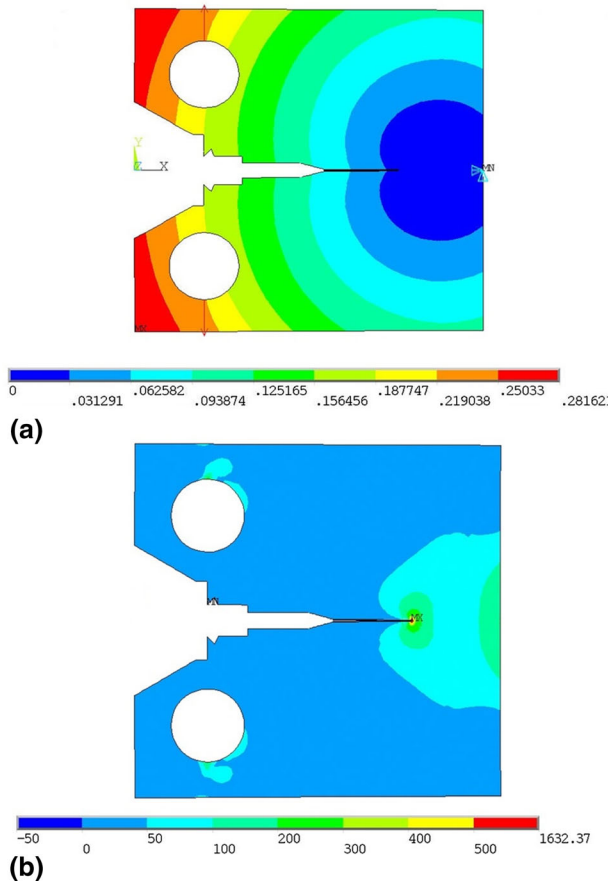 Y
Z X
MN
MX
0 .062582 .125165 .187747 .25033
.031291 .093874 .156456 .219038 .281621
(a)
MN
MX
-50 50 200 400 1632.37
0 100 300 500
(b)